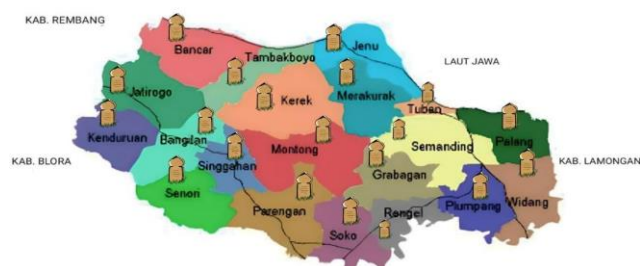 KAB. REMBANG
Bancar
Jenu
Tambakboyo
LAUT JAWA
Jatirogo
Kerek
Merakurak
Tuban
Kenduruan
Bangilan
Palang
Montong
Semanding
KAB. BLORA
Singgahan
KAB. LAMONGAN
Grabagan
Senori
Plumpang
Widang
Parengan
Rengel
Soko